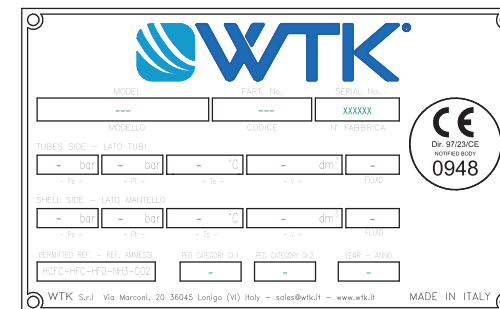 WTK®
MODEL PART. No. SERIAL No.
--- --- XXXXXX
MODELLO CODICE N° FABBRICA
CE
Dir. 97/23/CE
NOTIFIED BODY
0948
TUBES SIDE - LATO TUBI
- bar - bar - °C - dm³ -
- Ps - - Pt - - Ts - - V - FLUID
SHELL SIDE - LATO MANTELLO
- bar - bar - °C - dm³ -
- Ps - - Pt - - Ts - - V - FLUID
PERMITTED REF. - REF. AMMESSI PED CATEGORY Gr.1 PED CATEGORY Gr.2 YEAR - ANNO
HCFC-HFC-HFO-NH3-CO2 - - -
WTK S.r.l Via Marconi, 20 36045 Lonigo (VI) Italy - sales@wtk.it - www.wtk.it MADE IN ITALY